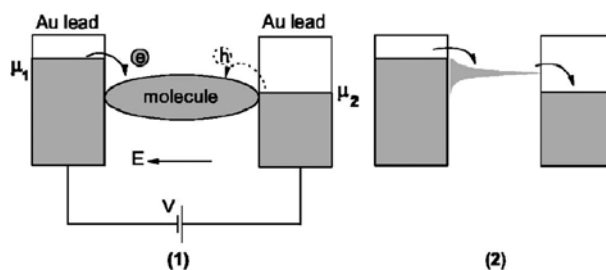 Au lead
Au lead
e
h
μ1
molecule
μ2
E
V
(1)
(2)